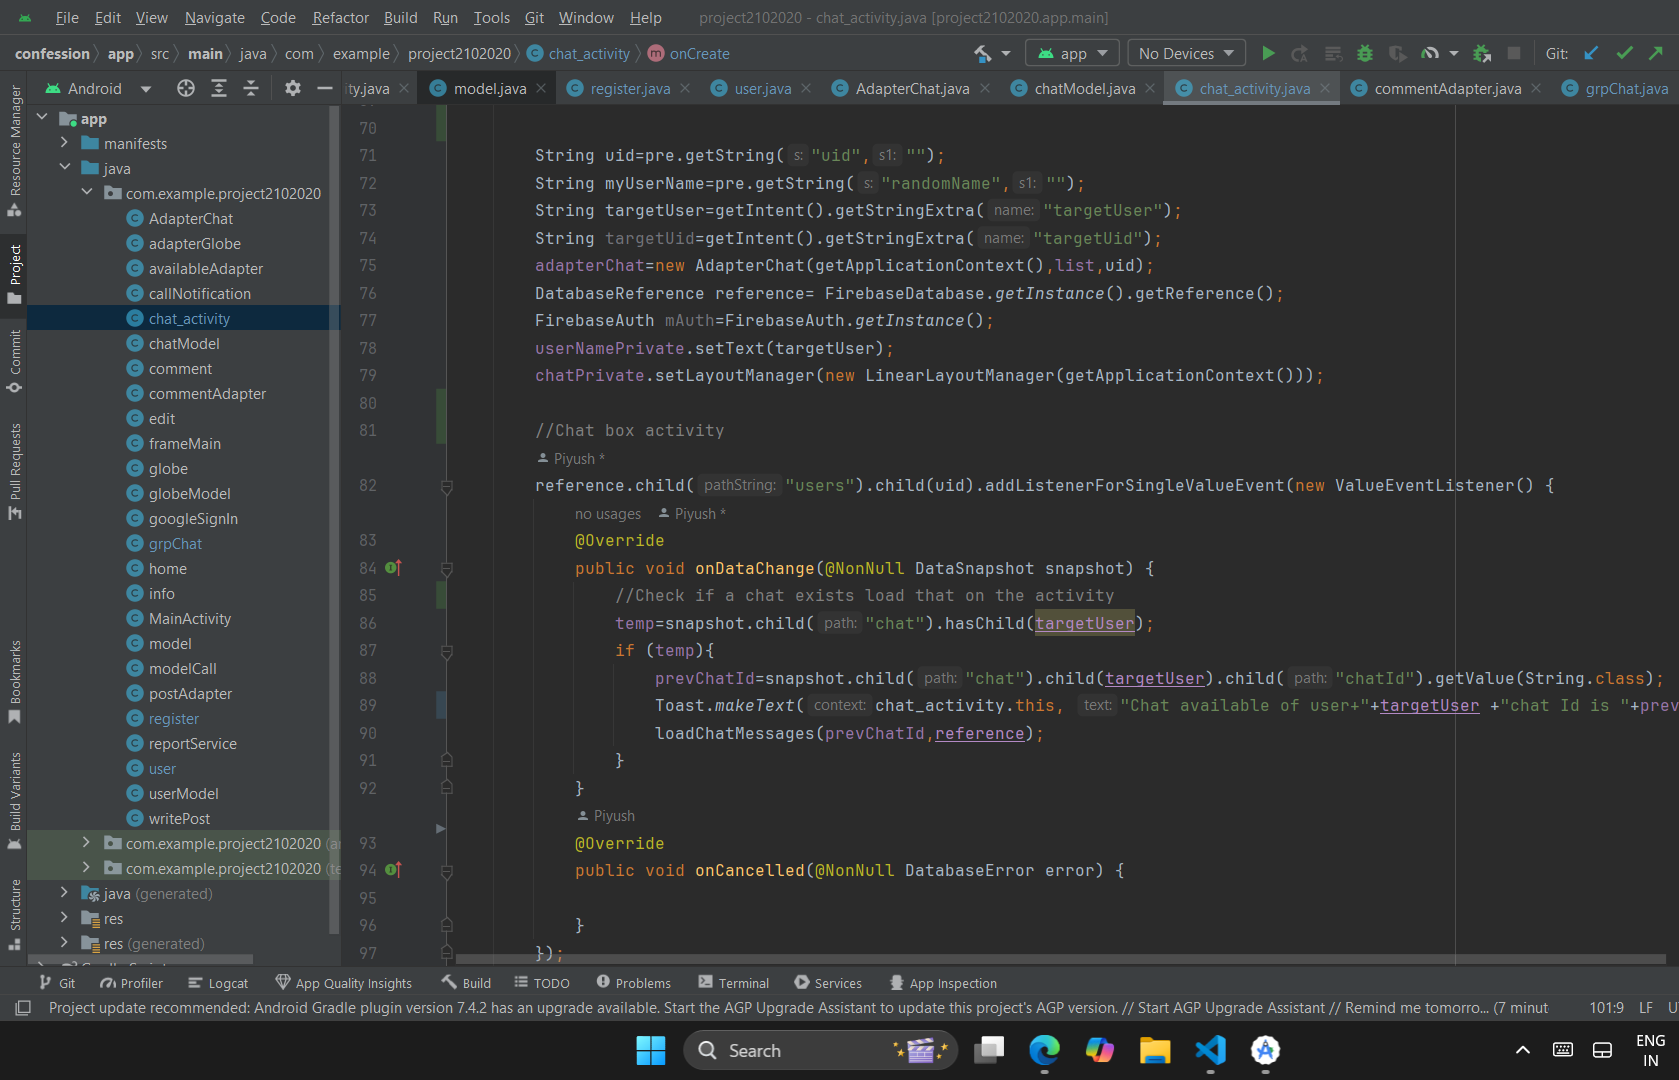 File Edit View Navigate Code Refactor Build Run Tools Git Window Help project2102020 - chat_activity.java [project2102020.app.main]
confession app src main java com example project2102020 chat_activity onCreate app No Devices Git:
Android ity.java model.java register.java user.java AdapterChat.java chatModel.java chat_activity.java commentAdapter.java grpChat.java
Resource Manager
Project
Commit
Pull Requests
Bookmarks
Build Variants
Structure
app
manifests
java
com.example.project2102020
AdapterChat
adapterGlobe
availableAdapter
callNotification
chat_activity
chatModel
comment
commentAdapter
edit
frameMain
globe
globeModel
googleSignIn
grpChat
home
info
MainActivity
model
modelCall
postAdapter
register
reportService
user
userModel
writePost
com.example.project2102020 (a
com.example.project2102020 (te
java (generated)
res
res (generated)
70
71 String uid=pre.getString( s: "uid", s1: "");
72 String myUserName=pre.getString( s: "randomName", s1: "");
73 String targetUser=getIntent().getStringExtra( name: "targetUser");
74 String targetUid=getIntent().getStringExtra( name: "targetUid");
75 adapterChat=new AdapterChat(getApplicationContext(),list,uid);
76 DatabaseReference reference= FirebaseDatabase.getInstance().getReference();
77 FirebaseAuth mAuth=FirebaseAuth.getInstance();
78 userNamePrivate.setText(targetUser);
79 chatPrivate.setLayoutManager(new LinearLayoutManager(getApplicationContext()));
80
81 //Chat box activity
Piyush *
82 reference.child( pathString: "users").child(uid).addListenerForSingleValueEvent(new ValueEventListener() {
no usages Piyush *
83 @Override
84 public void onDataChange(@NonNull DataSnapshot snapshot) {
85 //Check if a chat exists load that on the activity
86 temp=snapshot.child( path: "chat").hasChild(targetUser);
87 if (temp){
88 prevChatId=snapshot.child( path: "chat").child(targetUser).child( path: "chatId").getValue(String.class);
89 Toast.makeText( context: chat_activity.this, text: "Chat available of user+"+targetUser +"chat Id is "+prev
90 loadChatMessages(prevChatId,reference);
91 }
92 }
Piyush
93 @Override
94 public void onCancelled(@NonNull DatabaseError error) {
95
96 }
97 });
Git Profiler Logcat App Quality Insights Build TODO Problems Terminal Services App Inspection
Project update recommended: Android Gradle plugin version 7.4.2 has an upgrade available. Start the AGP Upgrade Assistant to update this project's AGP version. // Start AGP Upgrade Assistant // Remind me tomorro... (7 minut 101:9 LF U
Search
ENG
IN